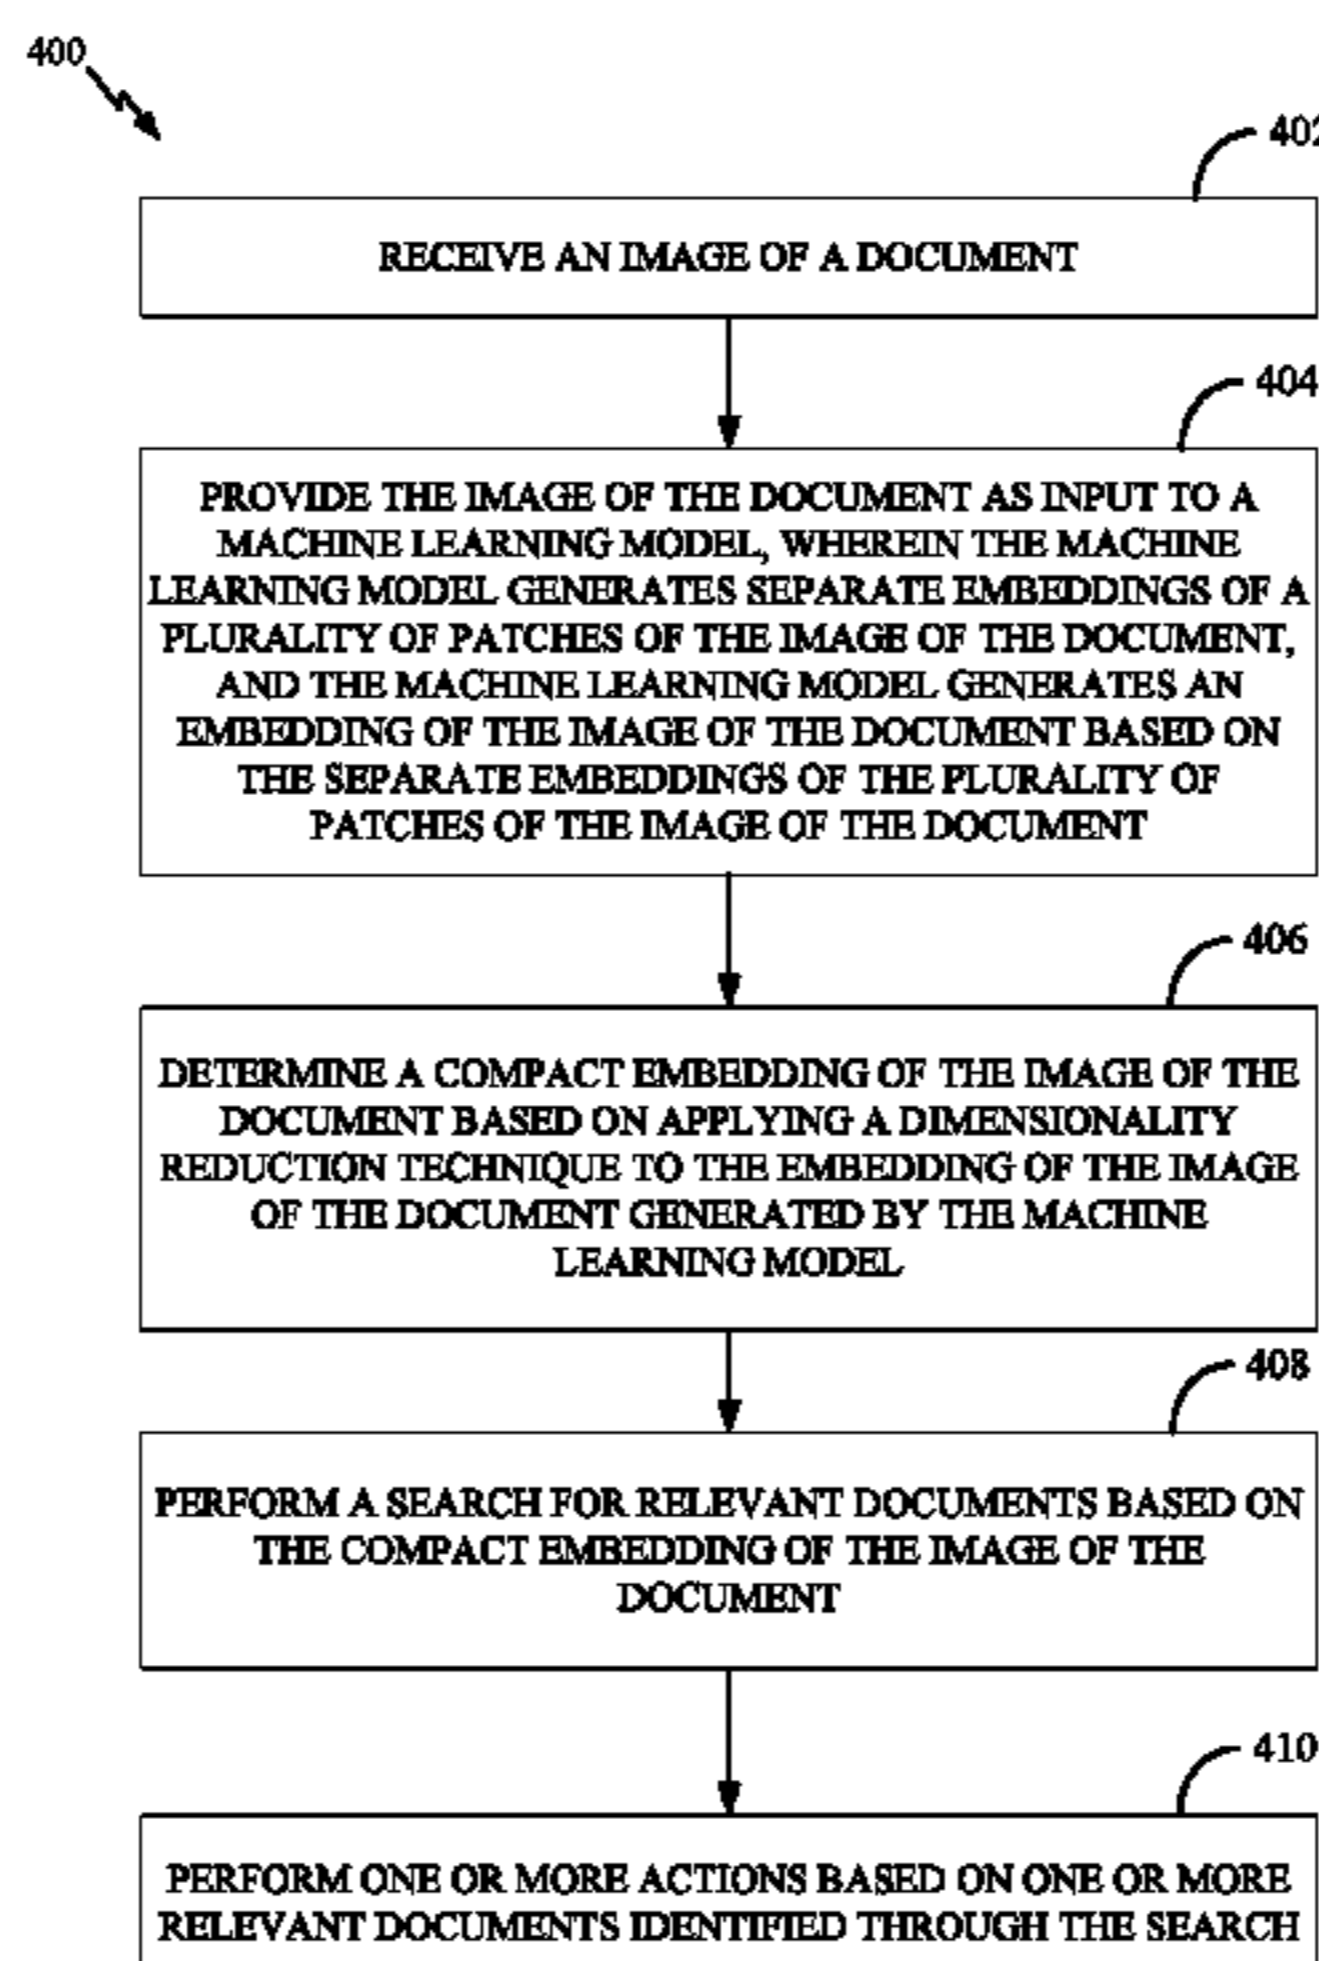 400
402
RECEIVE AN IMAGE OF A DOCUMENT
404
PROVIDE THE IMAGE OF THE DOCUMENT AS INPUT TO A
MACHINE LEARNING MODEL, WHEREIN THE MACHINE
LEARNING MODEL GENERATES SEPARATE EMBEDDINGS OF A
PLURALITY OF PATCHES OF THE IMAGE OF THE DOCUMENT,
AND THE MACHINE LEARNING MODEL GENERATES AN
EMBEDDING OF THE IMAGE OF THE DOCUMENT BASED ON
THE SEPARATE EMBEDDINGS OF THE PLURALITY OF
PATCHES OF THE IMAGE OF THE DOCUMENT
406
DETERMINE A COMPACT EMBEDDING OF THE IMAGE OF THE
DOCUMENT BASED ON APPLYING A DIMENSIONALITY
REDUCTION TECHNIQUE TO THE EMBEDDING OF THE IMAGE
OF THE DOCUMENT GENERATED BY THE MACHINE
LEARNING MODEL
408
PERFORM A SEARCH FOR RELEVANT DOCUMENTS BASED ON
THE COMPACT EMBEDDING OF THE IMAGE OF THE
DOCUMENT
410
PERFORM ONE OR MORE ACTIONS BASED ON ONE OR MORE
RELEVANT DOCUMENTS IDENTIFIED THROUGH THE SEARCH